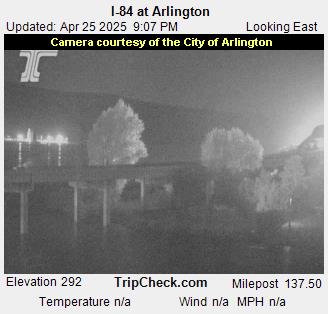 I-84 at Arlington
Updated: Apr 25 2025 9:07 PM Looking East
Camera courtesy of the City of Arlington
Elevation 292 TripCheck.com Milepost 137.50
Temperature n/a Wind n/a MPH n/a